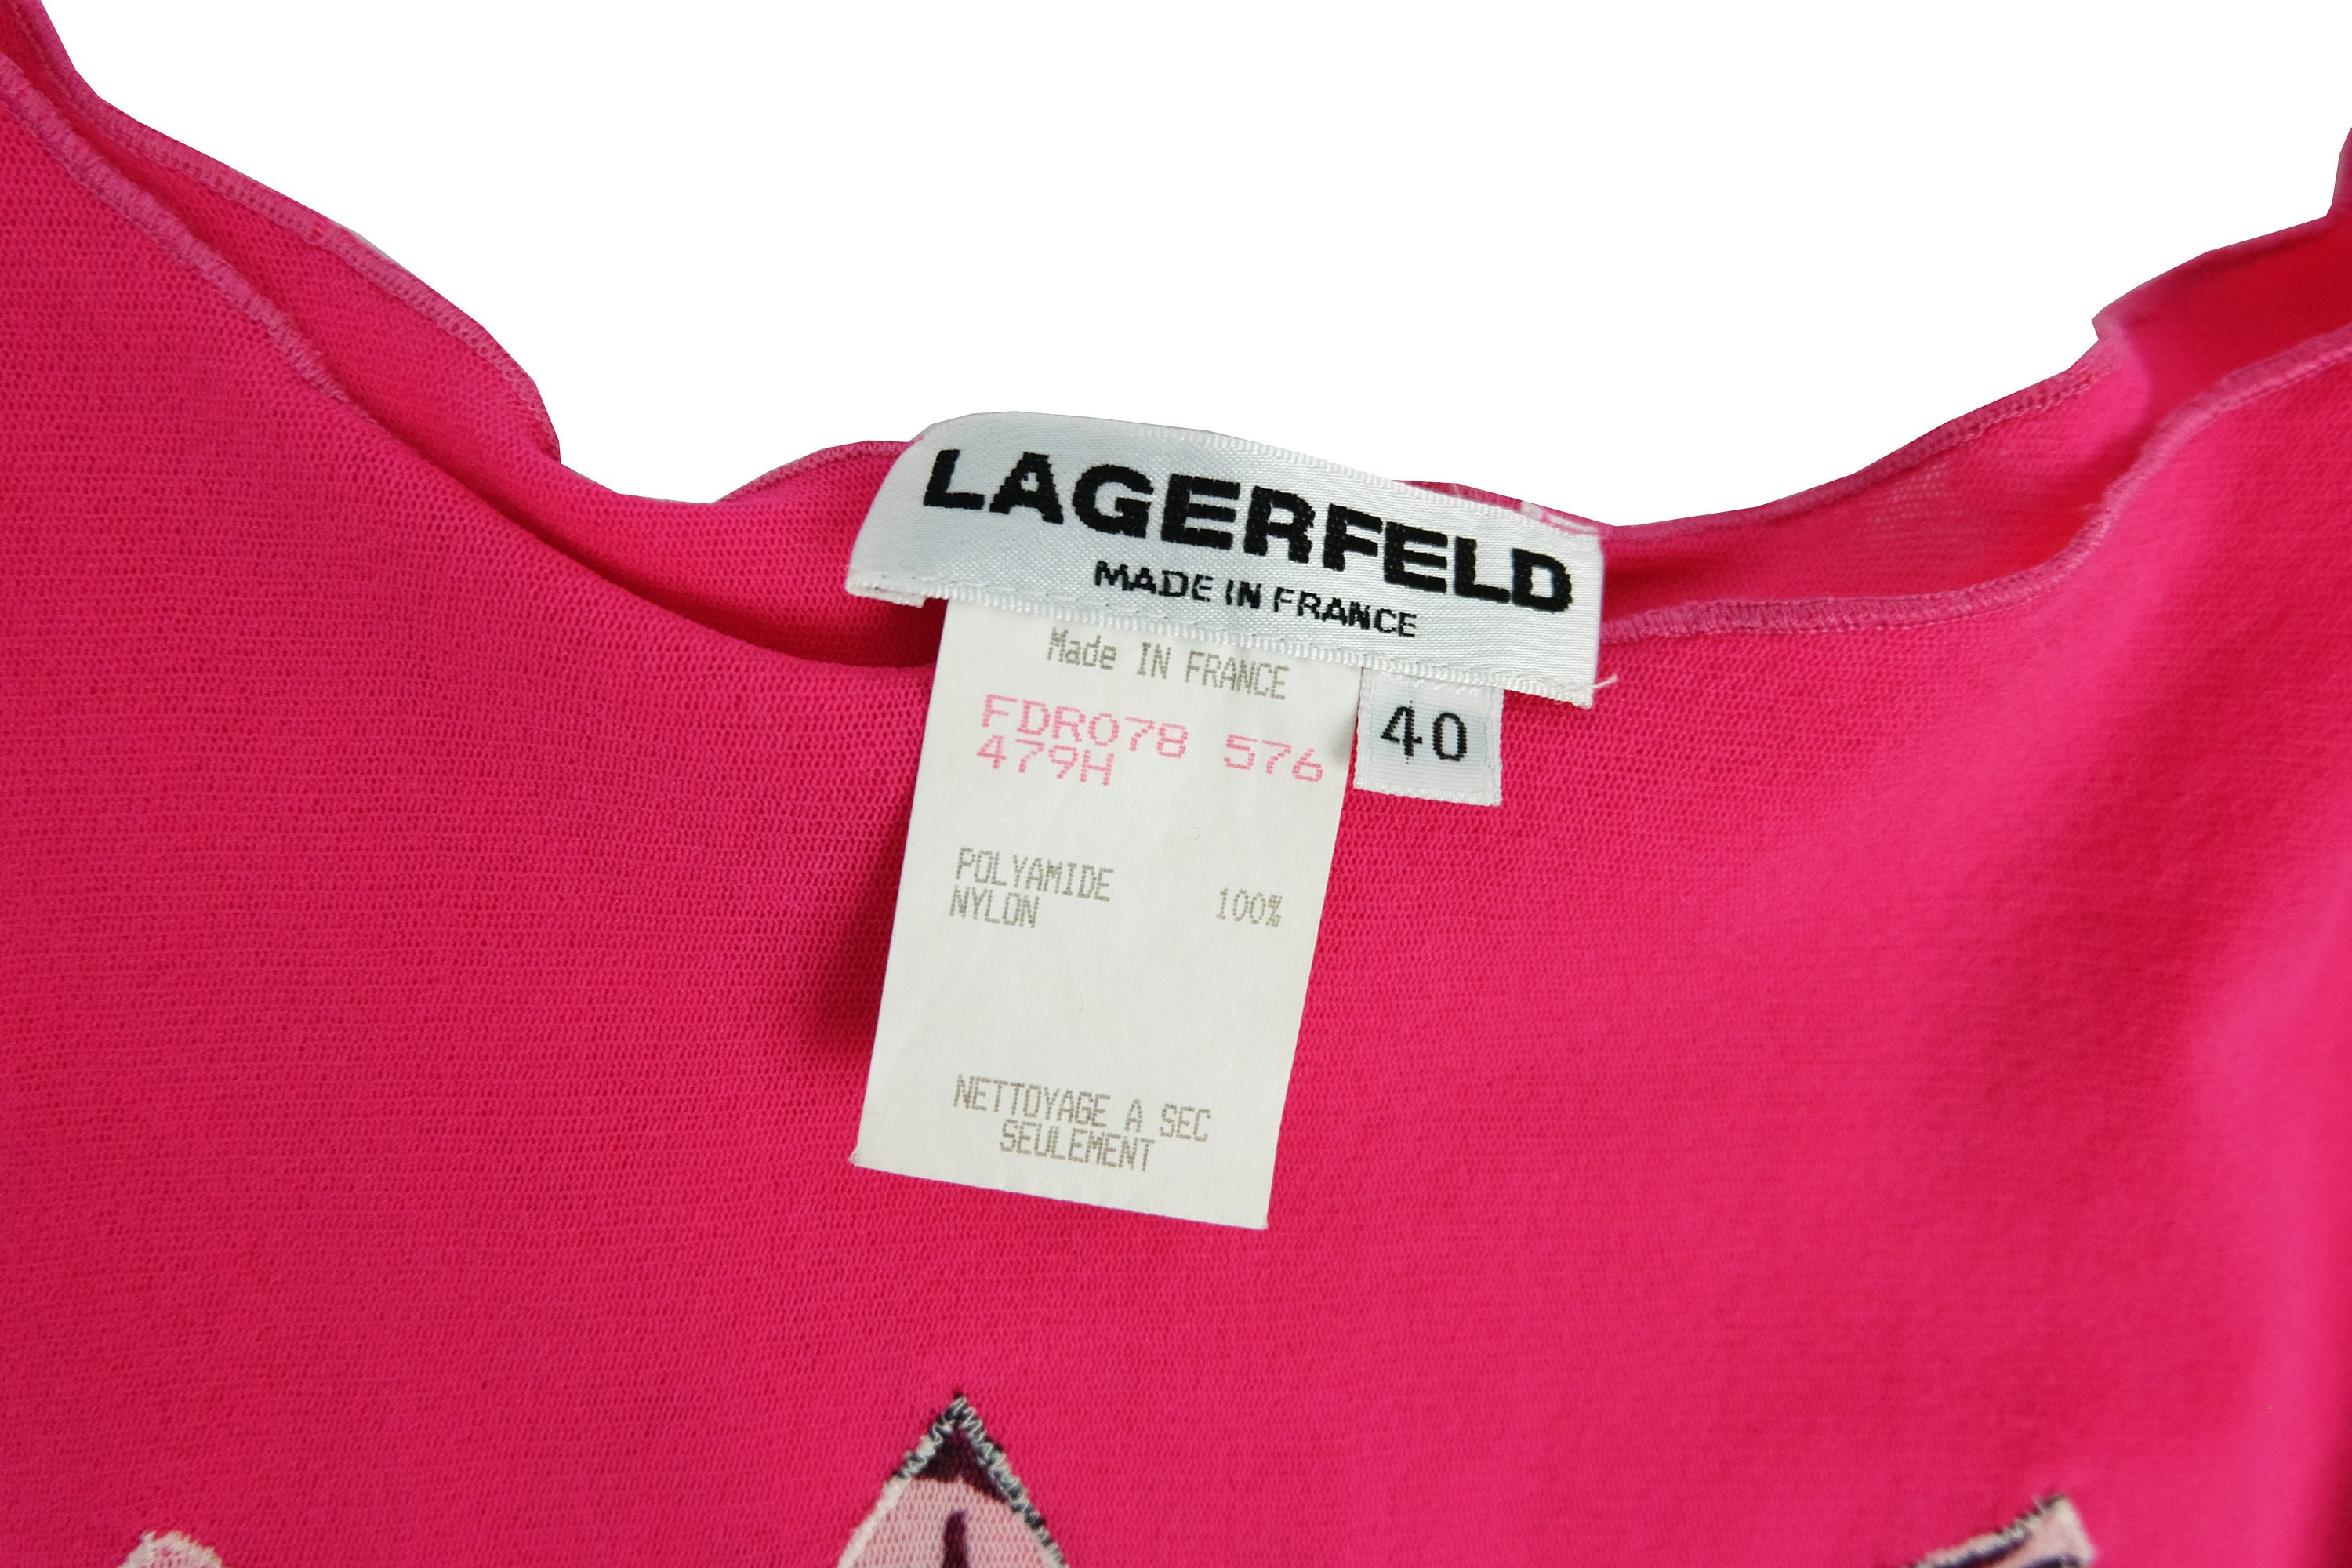 LAGERFELD
MADE IN FRANCE
40
Made IN FRANCE
FDR078 576
479H
POLYAMIDE
NYLON 100%
NETTOYAGE A SEC
SEULEMENT